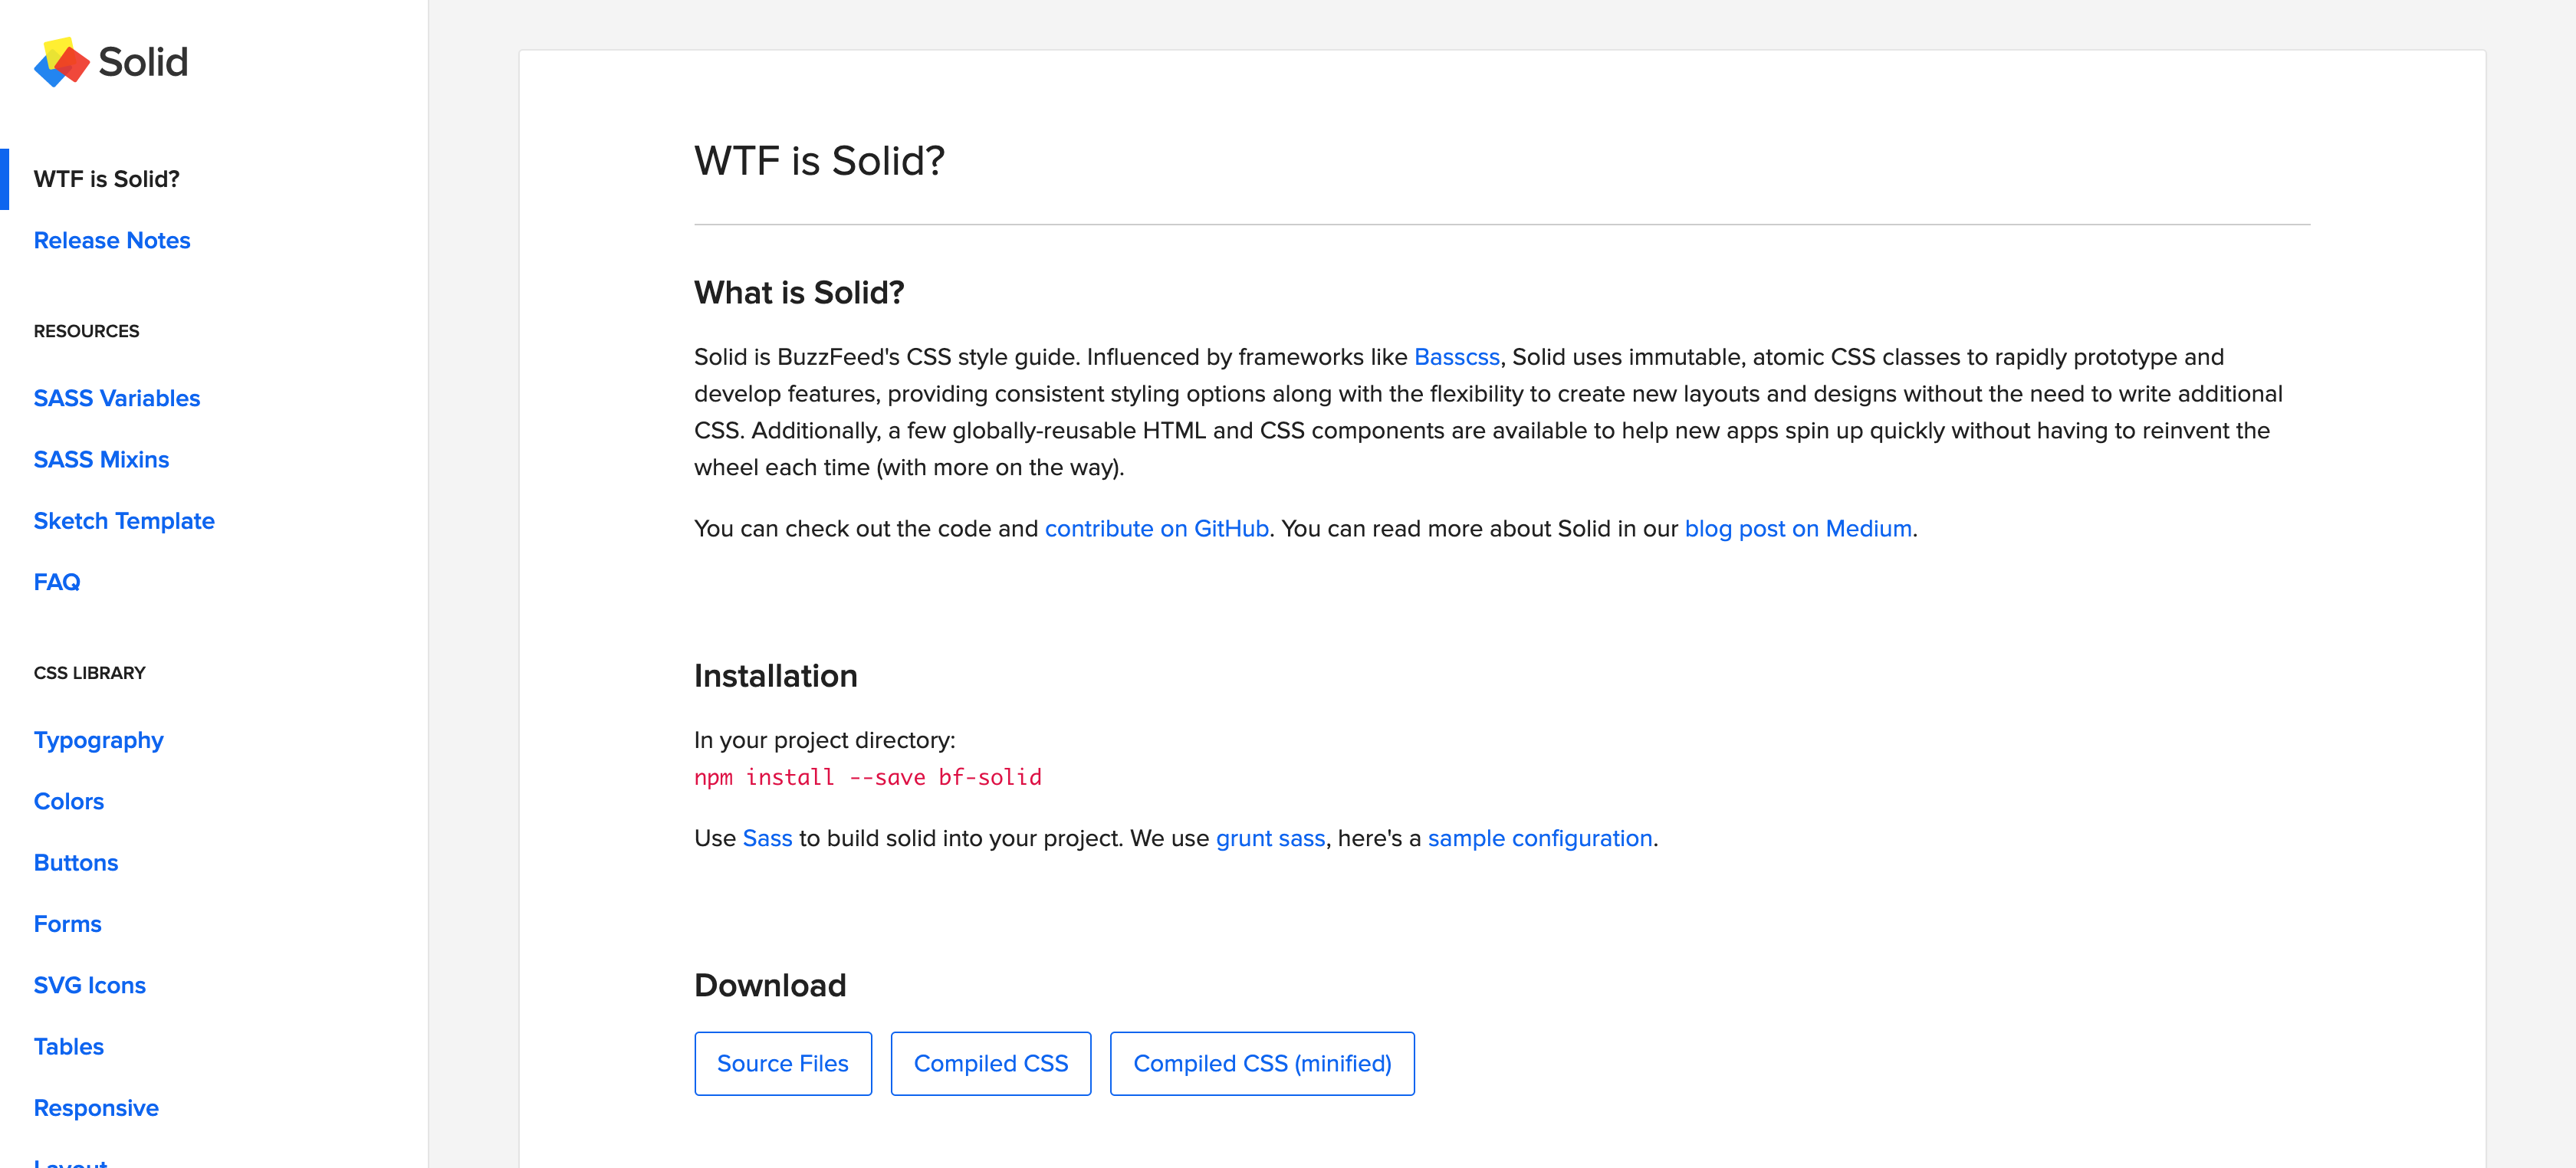 Solid
WTF is Solid?
Release Notes
RESOURCES
SASS Variables
SASS Mixins
Sketch Template
FAQ
CSS LIBRARY
Typography
Colors
Buttons
Forms
SVG Icons
Tables
Responsive
Layout
WTF is Solid?
What is Solid?
Solid is BuzzFeed's CSS style guide. Influenced by frameworks like Basscss, Solid uses immutable, atomic CSS classes to rapidly prototype and
develop features, providing consistent styling options along with the flexibility to create new layouts and designs without the need to write additional
CSS. Additionally, a few globally-reusable HTML and CSS components are available to help new apps spin up quickly without having to reinvent the
wheel each time (with more on the way).
You can check out the code and contribute on GitHub. You can read more about Solid in our blog post on Medium.
Installation
In your project directory:
npm install --save bf-solid
Use Sass to build solid into your project. We use grunt sass, here's a sample configuration.
Download
Source Files
Compiled CSS
Compiled CSS (minified)